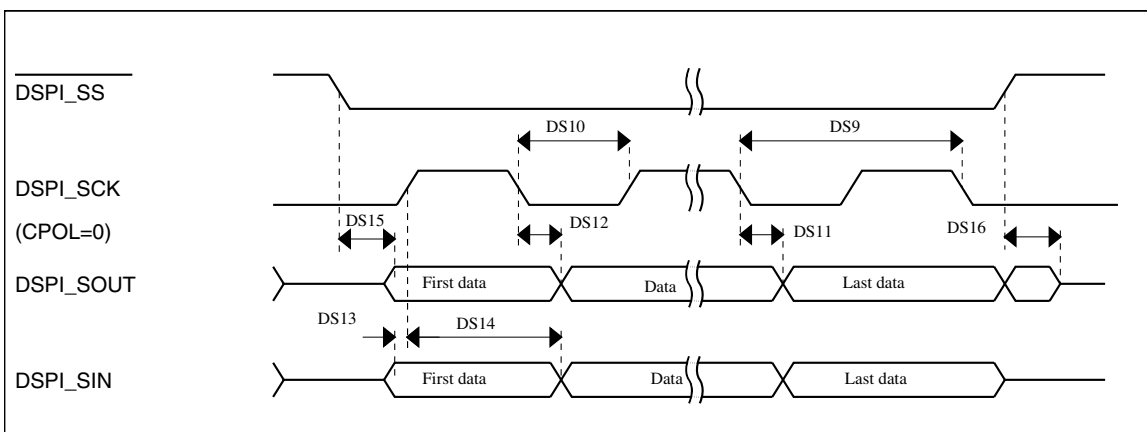 DSPI_SS
DS10
DS9
DSPI_SCK
(CPOL=0)
DS15
DS12
DS11
DS16
DSPI_SOUT
First data
Data
Last data
DS13
DS14
DSPI_SIN
First data
Data
Last data